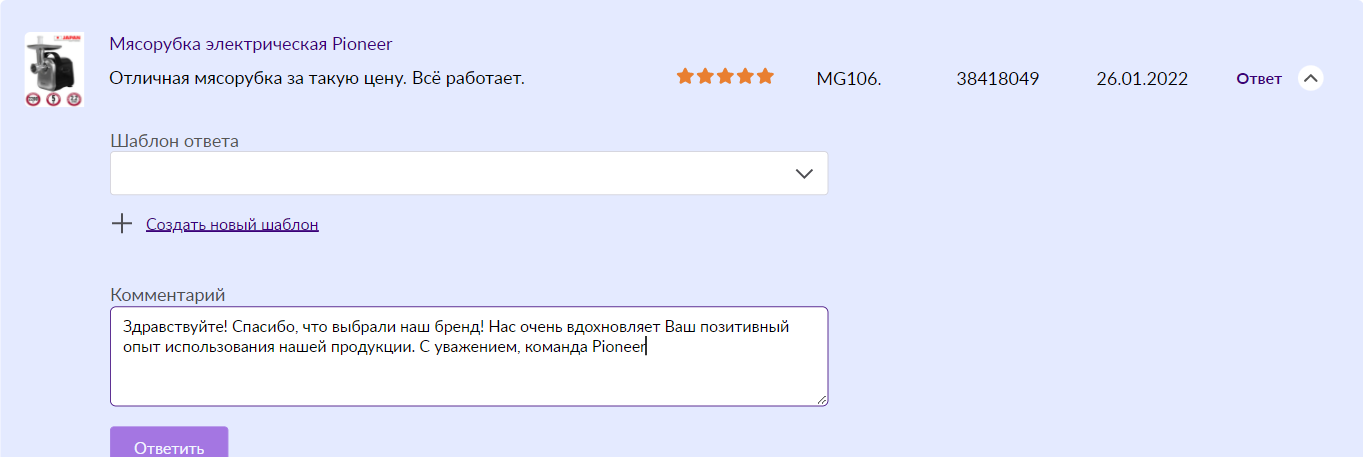 JAPAN
Мясорубка электрическая Pioneer
Отличная мясорубка за такую цену. Всё работает.
MG106.
38418049
26.01.2022
Ответ
Шаблон ответа
Создать новый шаблон
Комментарий
Здравствуйте! Спасибо, что выбрали наш бренд! Нас очень вдохновляет Ваш позитивный
опыт использования нашей продукции. С уважением, команда Pioneer
Ответить